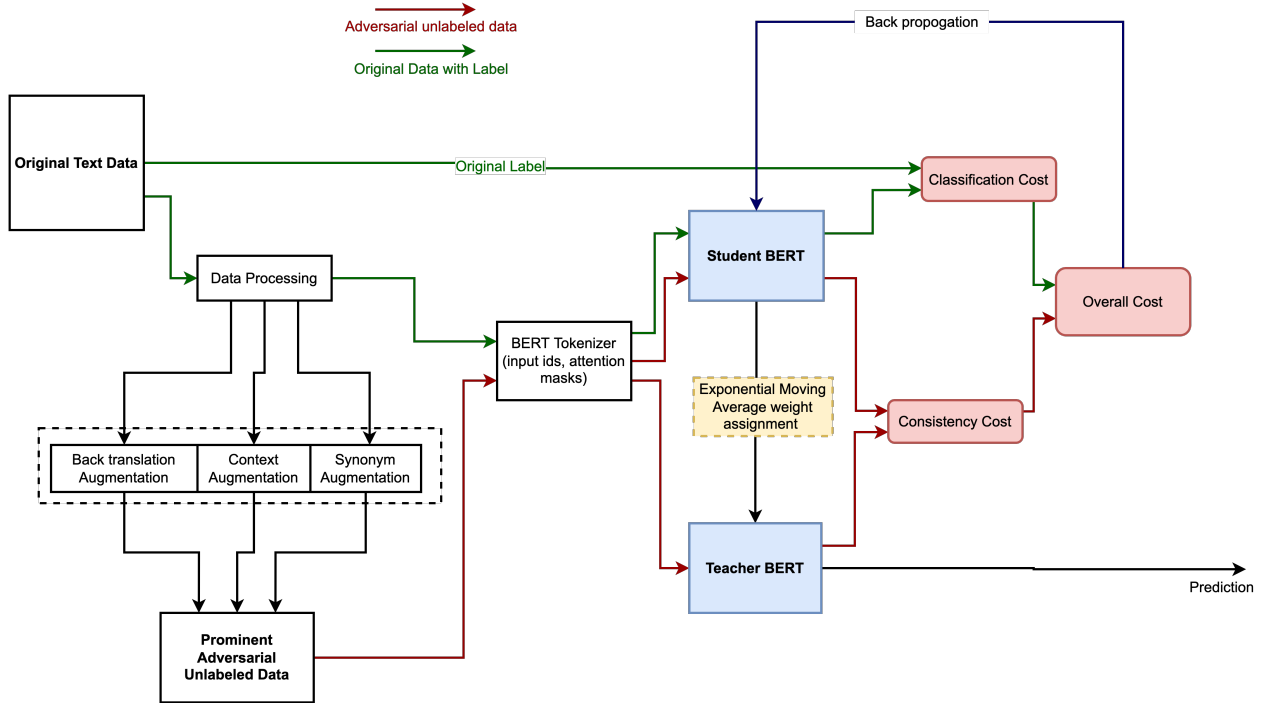 Adversarial unlabeled data
Original Data with Label
Back propogation
Original Text Data
Original Label
Classification Cost
Student BERT
Data Processing
Overall Cost
BERT Tokenizer
(input ids, attention
masks)
Exponential Moving
Average weight
assignment
Consistency Cost
Back translation
Augmentation
Context
Augmentation
Synonym
Augmentation
Teacher BERT
Prediction
Prominent
Adversarial
Unlabeled Data